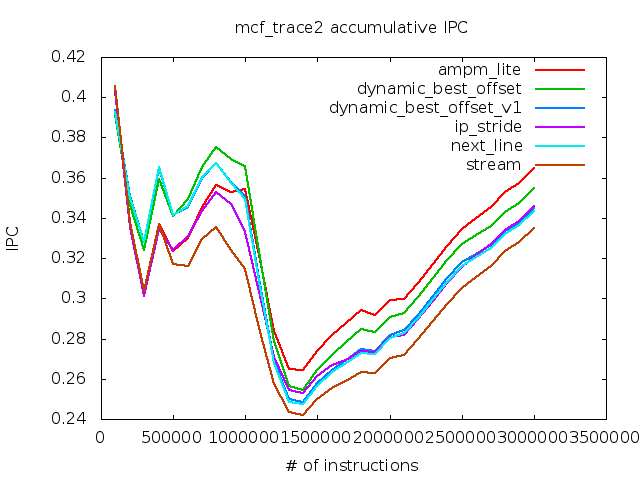 mcf_trace2 accumulative IPC
0.42
0.4
0.38
0.36
0.34
0.32
0.3
0.28
0.26
0.24
IPC
ampm_lite
dynamic_best_offset
dynamic_best_offset_v1
ip_stride
next_line
stream
0 500000 1000000 1500000 2000000 2500000 3000000 3500000
# of instructions